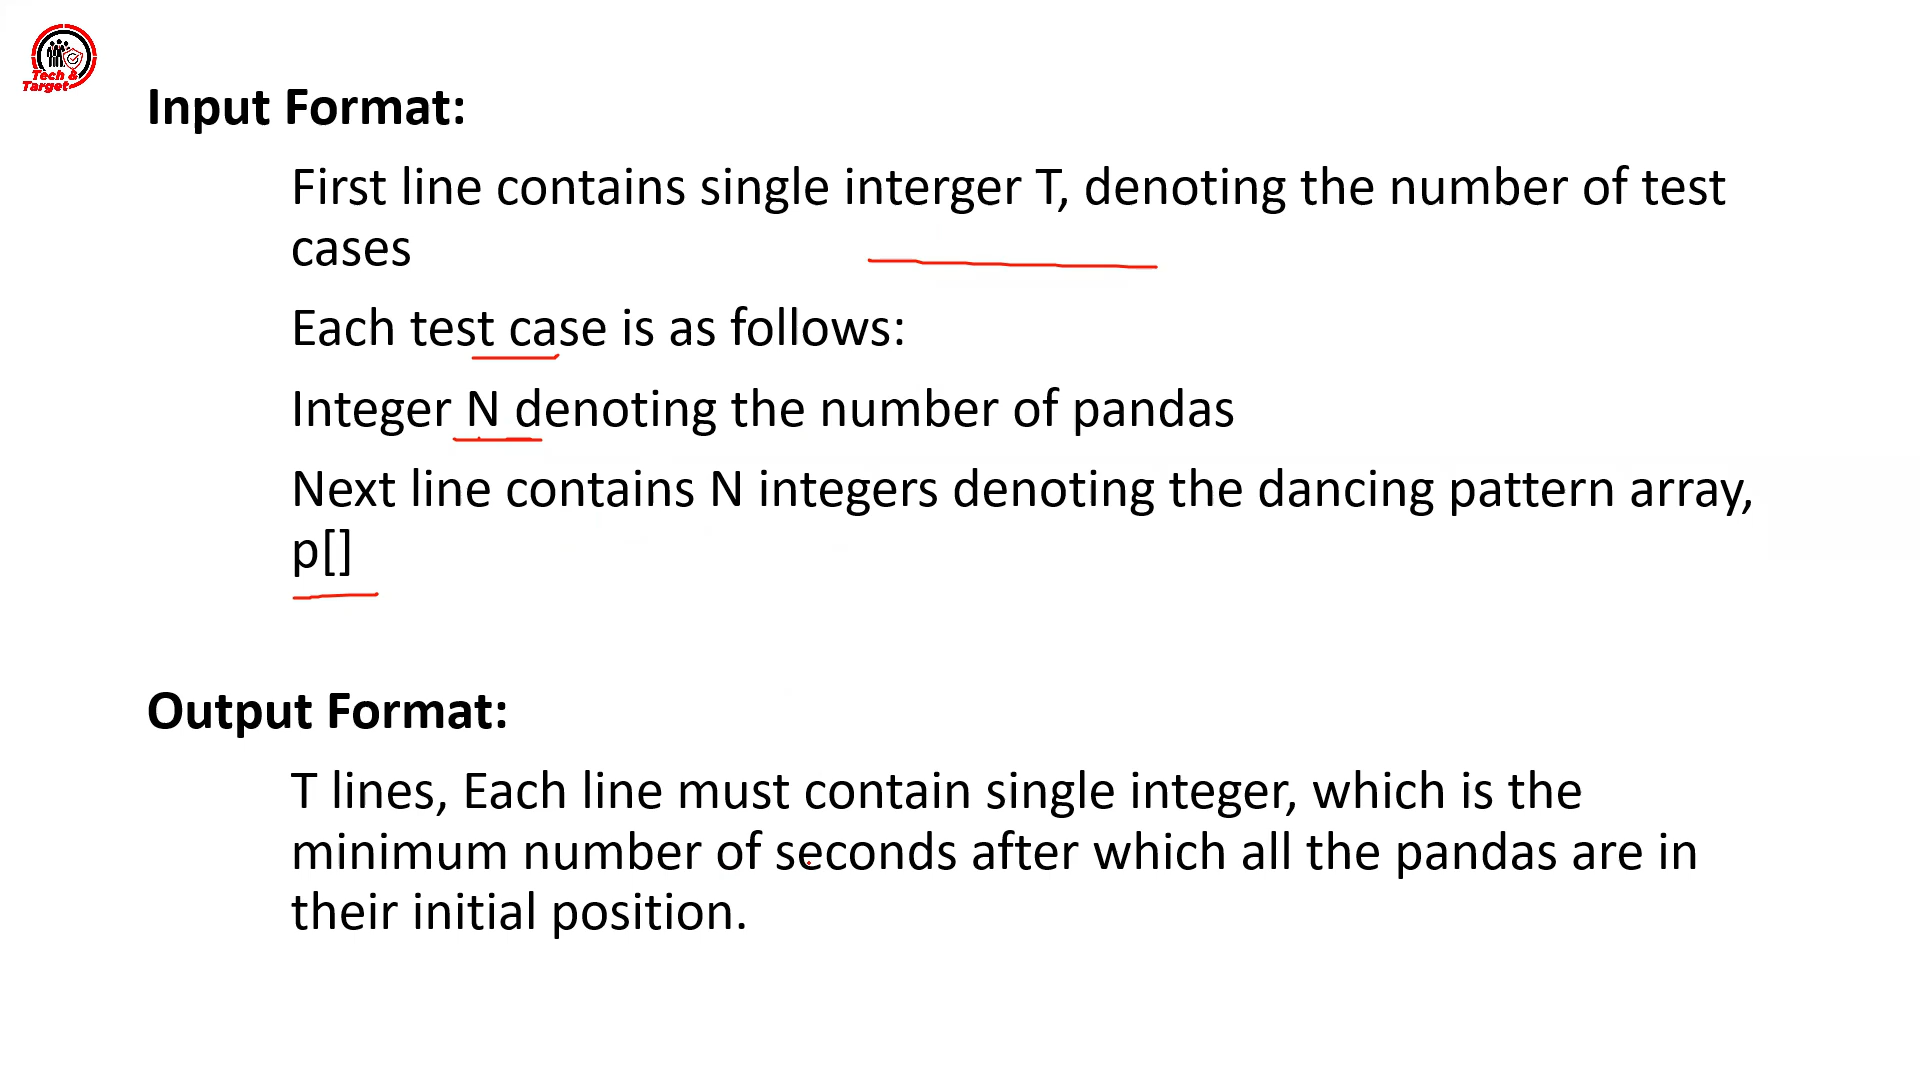 Tech &
Target
Input Format:
First line contains single interger T, denoting the number of test
cases
Each test case is as follows:
Integer N denoting the number of pandas
Next line contains N integers denoting the dancing pattern array,
p[]
Output Format:
T lines, Each line must contain single integer, which is the
minimum number of seconds after which all the pandas are in
their initial position.